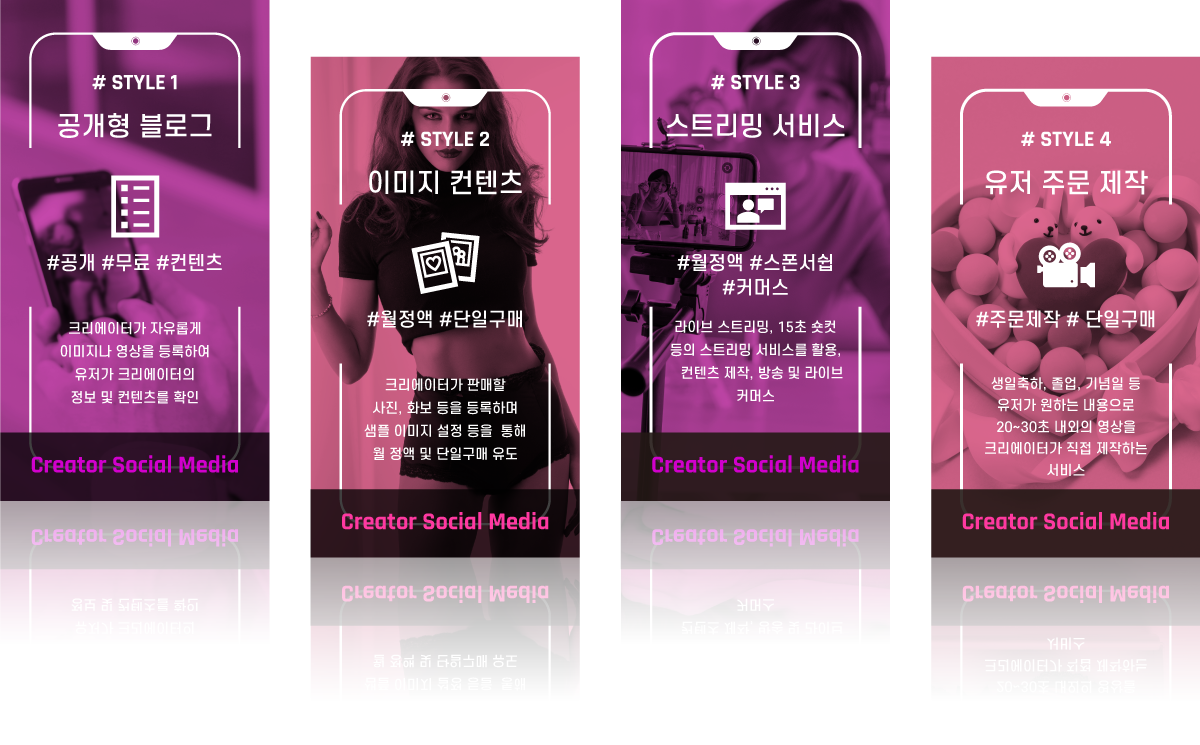 # STYLE 1
공개형 블로그
#공개 #무료 #컨텐츠
크리에이터가 자유롭게
이미지나 영상을 등록하여
유저가 크리에이터의
정보 및 컨텐츠를 확인
Creator Social Media
# STYLE 2
이미지 컨텐츠
#월정액 #단일구매
크리에이터가 판매할
사진, 화보 등을 등록하며
샘플 이미지 설정 등을 통해
월 정액 및 단일구매 유도
Creator Social Media
# STYLE 3
스트리밍 서비스
#월정액 #스폰서쉽
#커머스
라이브 스트리밍, 15초 숏컷
등의 스트리밍 서비스를 활용,
컨텐츠 제작, 방송 및 라이브
커머스
Creator Social Media
# STYLE 4
유저 주문 제작
#주문제작 # 단일구매
생일축하, 졸업, 기념일 등
유저가 원하는 내용으로
20~30초 내외의 영상을
크리에이터가 직접 제작하는
서비스
Creator Social Media